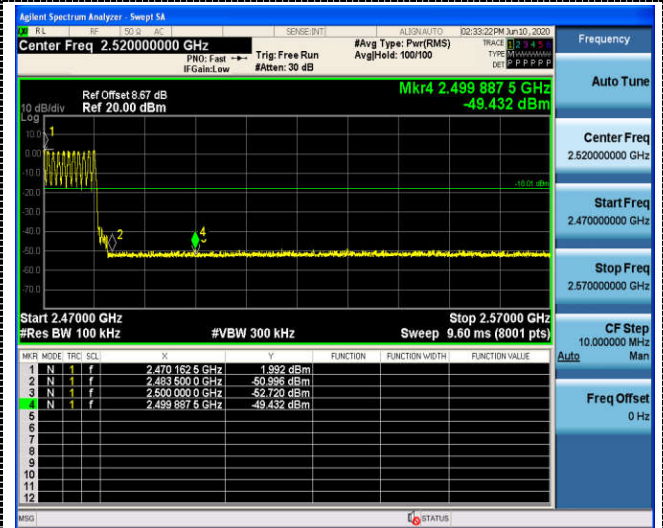 Agilent Spectrum Analyzer - Swept SA
RL RF 50 Ω AC SENSE:INT ALIGNAUTO 02:33:22PM Jun10, 2020
Center Freq 2.520000000 GHz
PNO: Fast
IFGain:Low
Trig: Free Run
#Atten: 30 dB
#Avg Type: Pwr(RMS)
Avg|Hold: 100/100
TRACE 1 2 3 4 5 6
TYPE
DET P P P P P P
Ref Offset 8.67 dB
10 dB/div Ref 20.00 dBm
Log
Mkr4 2.499 887 5 GHz
-49.432 dBm
10.0
0.00
-10.0
-20.0
-30.0
-40.0
-50.0
-60.0
-70.0
1
2
4
Start 2.47000 GHz Stop 2.57000 GHz
#Res BW 100 kHz #VBW 300 kHz Sweep 9.60 ms (8001 pts)
MKR MODE TRC SCL X Y FUNCTION FUNCTION WIDTH FUNCTION VALUE
1 N 1 f 2.470 162 5 GHz 1.992 dBm
2 N 1 f 2.483 500 0 GHz -50.996 dBm
3 N 1 f 2.500 000 0 GHz -52.720 dBm
4 N 1 f 2.499 887 5 GHz -49.432 dBm
5
6
7
8
9
10
11
12
MSG STATUS
Frequency
Auto Tune
Center Freq
2.520000000 GHz
Start Freq
2.470000000 GHz
Stop Freq
2.570000000 GHz
CF Step
10.000000 MHz
Auto Man
Freq Offset
0 Hz